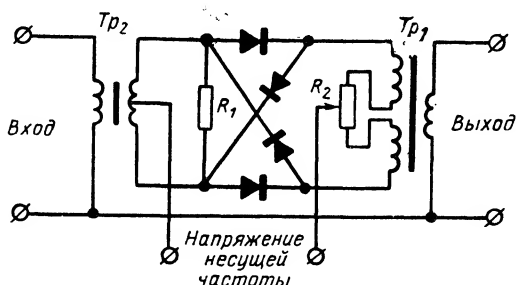 Тр₂
Тр₁
R₁
R₂
Вход
Выход
Напряжение
несущей
частоты